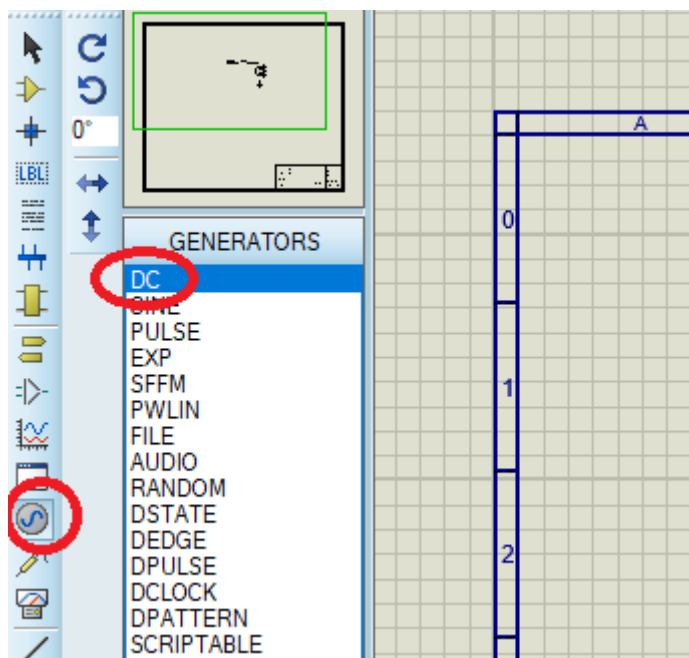 LBL
0°
GENERATORS
DC
SINE
PULSE
EXP
SFFM
PWLIN
FILE
AUDIO
RANDOM
DSTATE
DEDGE
DPULSE
DCLOCK
DPATTERN
SCRIPTABLE
A
0
1
2